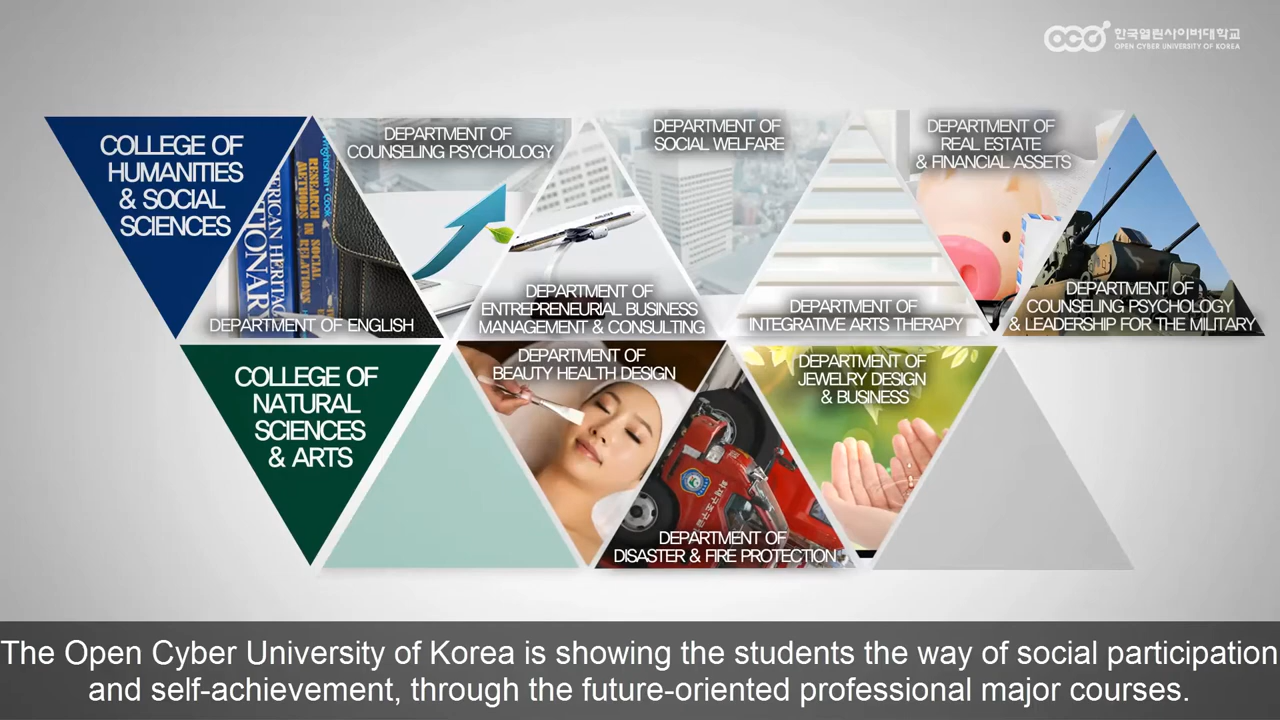 한국열린사이버대학교
OPEN CYBER UNIVERSITY OF KOREA
COLLEGE OF
HUMANITIES
& SOCIAL
SCIENCES
DEPARTMENT OF ENGLISH
RESEARCH
METHODS
IN SOCIAL
RELATIONS
DEPARTMENT OF
COUNSELING PSYCHOLOGY
DEPARTMENT OF
ENTREPRENEURIAL BUSINESS
MANAGEMENT & CONSULTING
DEPARTMENT OF
SOCIAL WELFARE
DEPARTMENT OF
INTEGRATIVE ARTS THERAPY
DEPARTMENT OF
REAL ESTATE
& FINANCIAL ASSETS
DEPARTMENT OF
COUNSELING PSYCHOLOGY
& LEADERSHIP FOR THE MILITARY
COLLEGE OF
NATURAL
SCIENCES
& ARTS
DEPARTMENT OF
BEAUTY HEALTH DESIGN
DEPARTMENT OF
DISASTER & FIRE PROTECTION
DEPARTMENT OF
JEWELRY DESIGN
& BUSINESS
The Open Cyber University of Korea is showing the students the way of social participation
and self-achievement, through the future-oriented professional major courses.